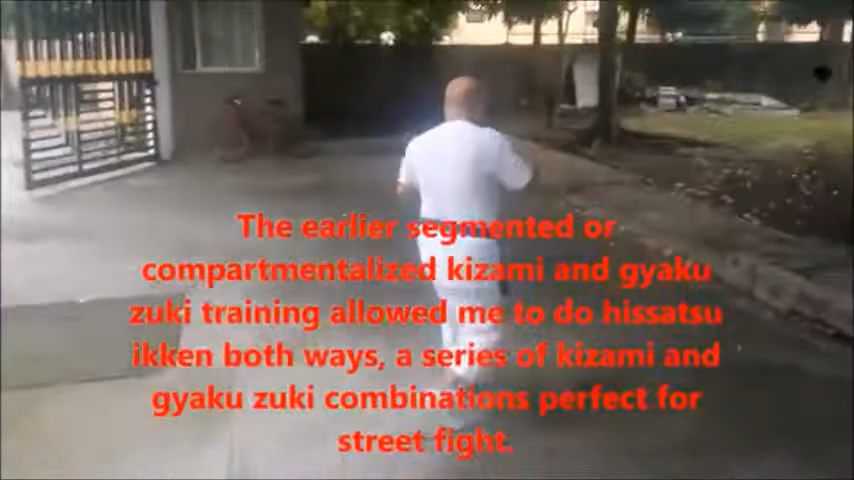 The earlier segmented or
compartmentalized kizami and gyaku
zuki training allowed me to do hissatsu
ikken both ways, a series of kizami and
gyaku zuki combinations perfect for
street fight.